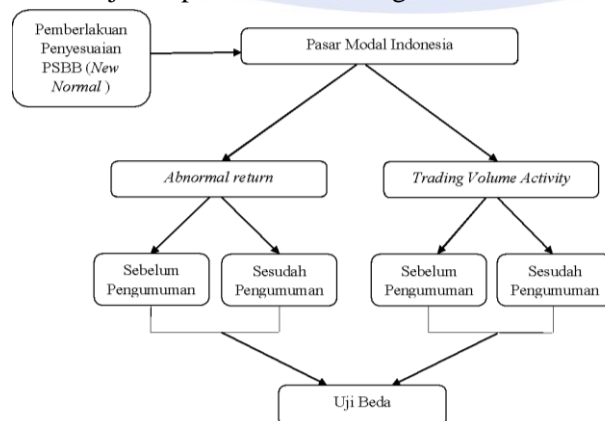 Pemberlakuan
Penyesuaian
PSBB (New
Normal )
Pasar Modal Indonesia
Abnormal return
Trading Volume Activity
Sebelum
Pengumuman
Sesudah
Pengumuman
Sebelum
Pengumuman
Sesudah
Pengumuman
Uji Beda